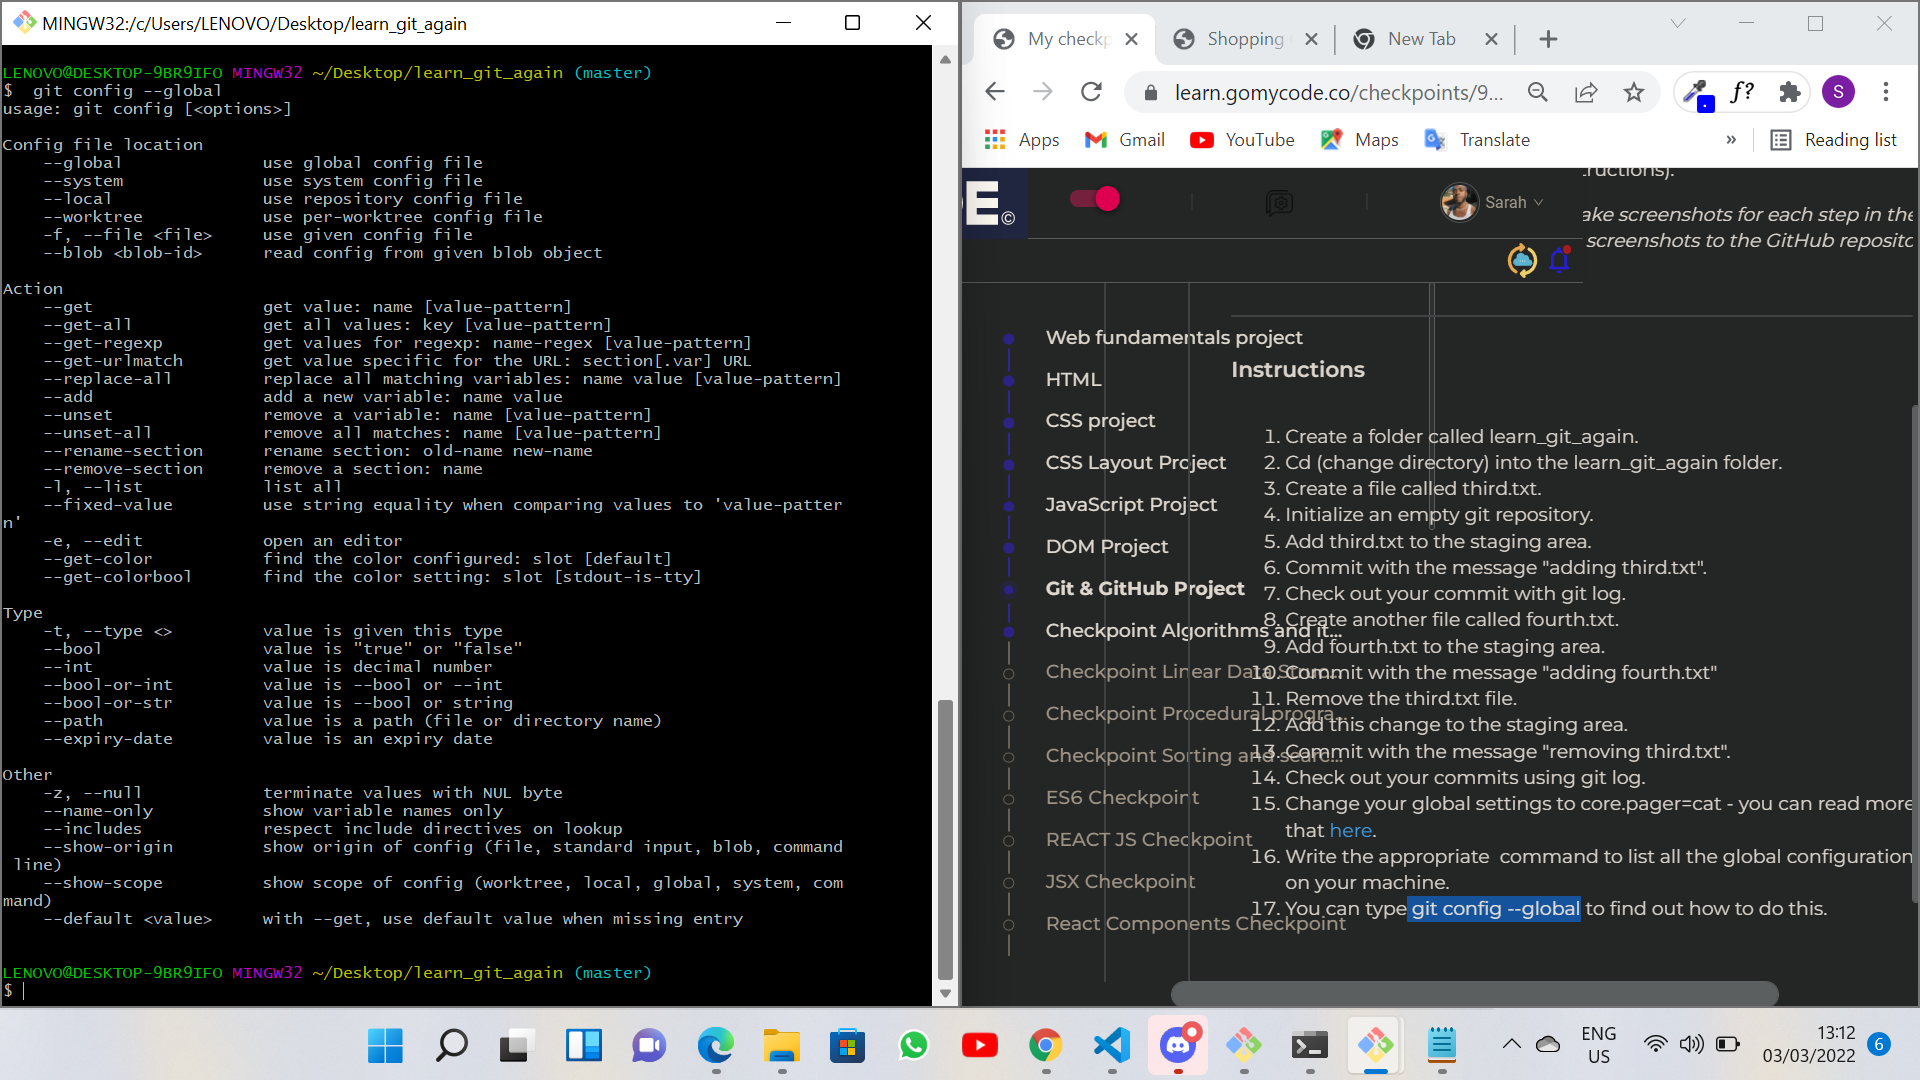 MINGW32:/c/Users/LENOVO/Desktop/learn_git_again
LENOVO@DESKTOP-9BR9IFO MINGW32 ~/Desktop/learn_git_again (master)
$  git config --global
usage: git config [<options>]
Config file location
    --global              use global config file
    --system              use system config file
    --local               use repository config file
    --worktree            use per-worktree config file
    -f, --file <file>     use given config file
    --blob <blob-id>      read config from given blob object
Action
    --get                 get value: name [value-pattern]
    --get-all             get all values: key [value-pattern]
    --get-regexp          get values for regexp: name-regex [value-pattern]
    --get-urlmatch        get value specific for the URL: section[.var] URL
    --replace-all         replace all matching variables: name value [value-pattern]
    --add                 add a new variable: name value
    --unset               remove a variable: name [value-pattern]
    --unset-all           remove all matches: name [value-pattern]
    --rename-section      rename section: old-name new-name
    --remove-section      remove a section: name
    -l, --list            list all
    --fixed-value         use string equality when comparing values to 'value-patter
n'
    -e, --edit            open an editor
    --get-color           find the color configured: slot [default]
    --get-colorbool       find the color setting: slot [stdout-is-tty]
Type
    -t, --type <>         value is given this type
    --bool                value is "true" or "false"
    --int                 value is decimal number
    --bool-or-int         value is --bool or --int
    --bool-or-str         value is --bool or string
    --path                value is a path (file or directory name)
    --expiry-date         value is an expiry date
Other
    -z, --null            terminate values with NUL byte
    --name-only           show variable names only
    --includes            respect include directives on lookup
    --show-origin         show origin of config (file, standard input, blob, command
 line)
    --show-scope          show scope of config (worktree, local, global, system, com
mand)
    --default <value>     with --get, use default value when missing entry
LENOVO@DESKTOP-9BR9IFO MINGW32 ~/Desktop/learn_git_again (master)
$
My checkp
Shopping
New Tab
learn.gomycode.co/checkpoints/9...
f?
S
Apps
Gmail
YouTube
Maps
Translate
»
Reading list
DE©
Sarah
ructions).
ake screenshots for each step in the
screenshots to the GitHub reposito
Web fundamentals project
HTML
CSS project
CSS Layout Project
JavaScript Project
DOM Project
Git & GitHub Project
Checkpoint Algorithms and it...
Checkpoint Linear Data Struc...
Checkpoint Procedural progra...
Checkpoint Sorting and searc...
ES6 Checkpoint
REACT JS Checkpoint
JSX Checkpoint
React Components Checkpoint
Instructions
1. Create a folder called learn_git_again.
2. Cd (change directory) into the learn_git_again folder.
3. Create a file called third.txt.
4. Initialize an empty git repository.
5. Add third.txt to the staging area.
6. Commit with the message "adding third.txt".
7. Check out your commit with git log.
8. Create another file called fourth.txt.
9. Add fourth.txt to the staging area.
10. Commit with the message "adding fourth.txt"
11. Remove the third.txt file.
12. Add this change to the staging area.
13. Commit with the message "removing third.txt".
14. Check out your commits using git log.
15. Change your global settings to core.pager=cat - you can read more
that here.
16. Write the appropriate  command to list all the global configuration
on your machine.
17. You can type git config --global to find out how to do this.
ENG
US
13:12
03/03/2022
6